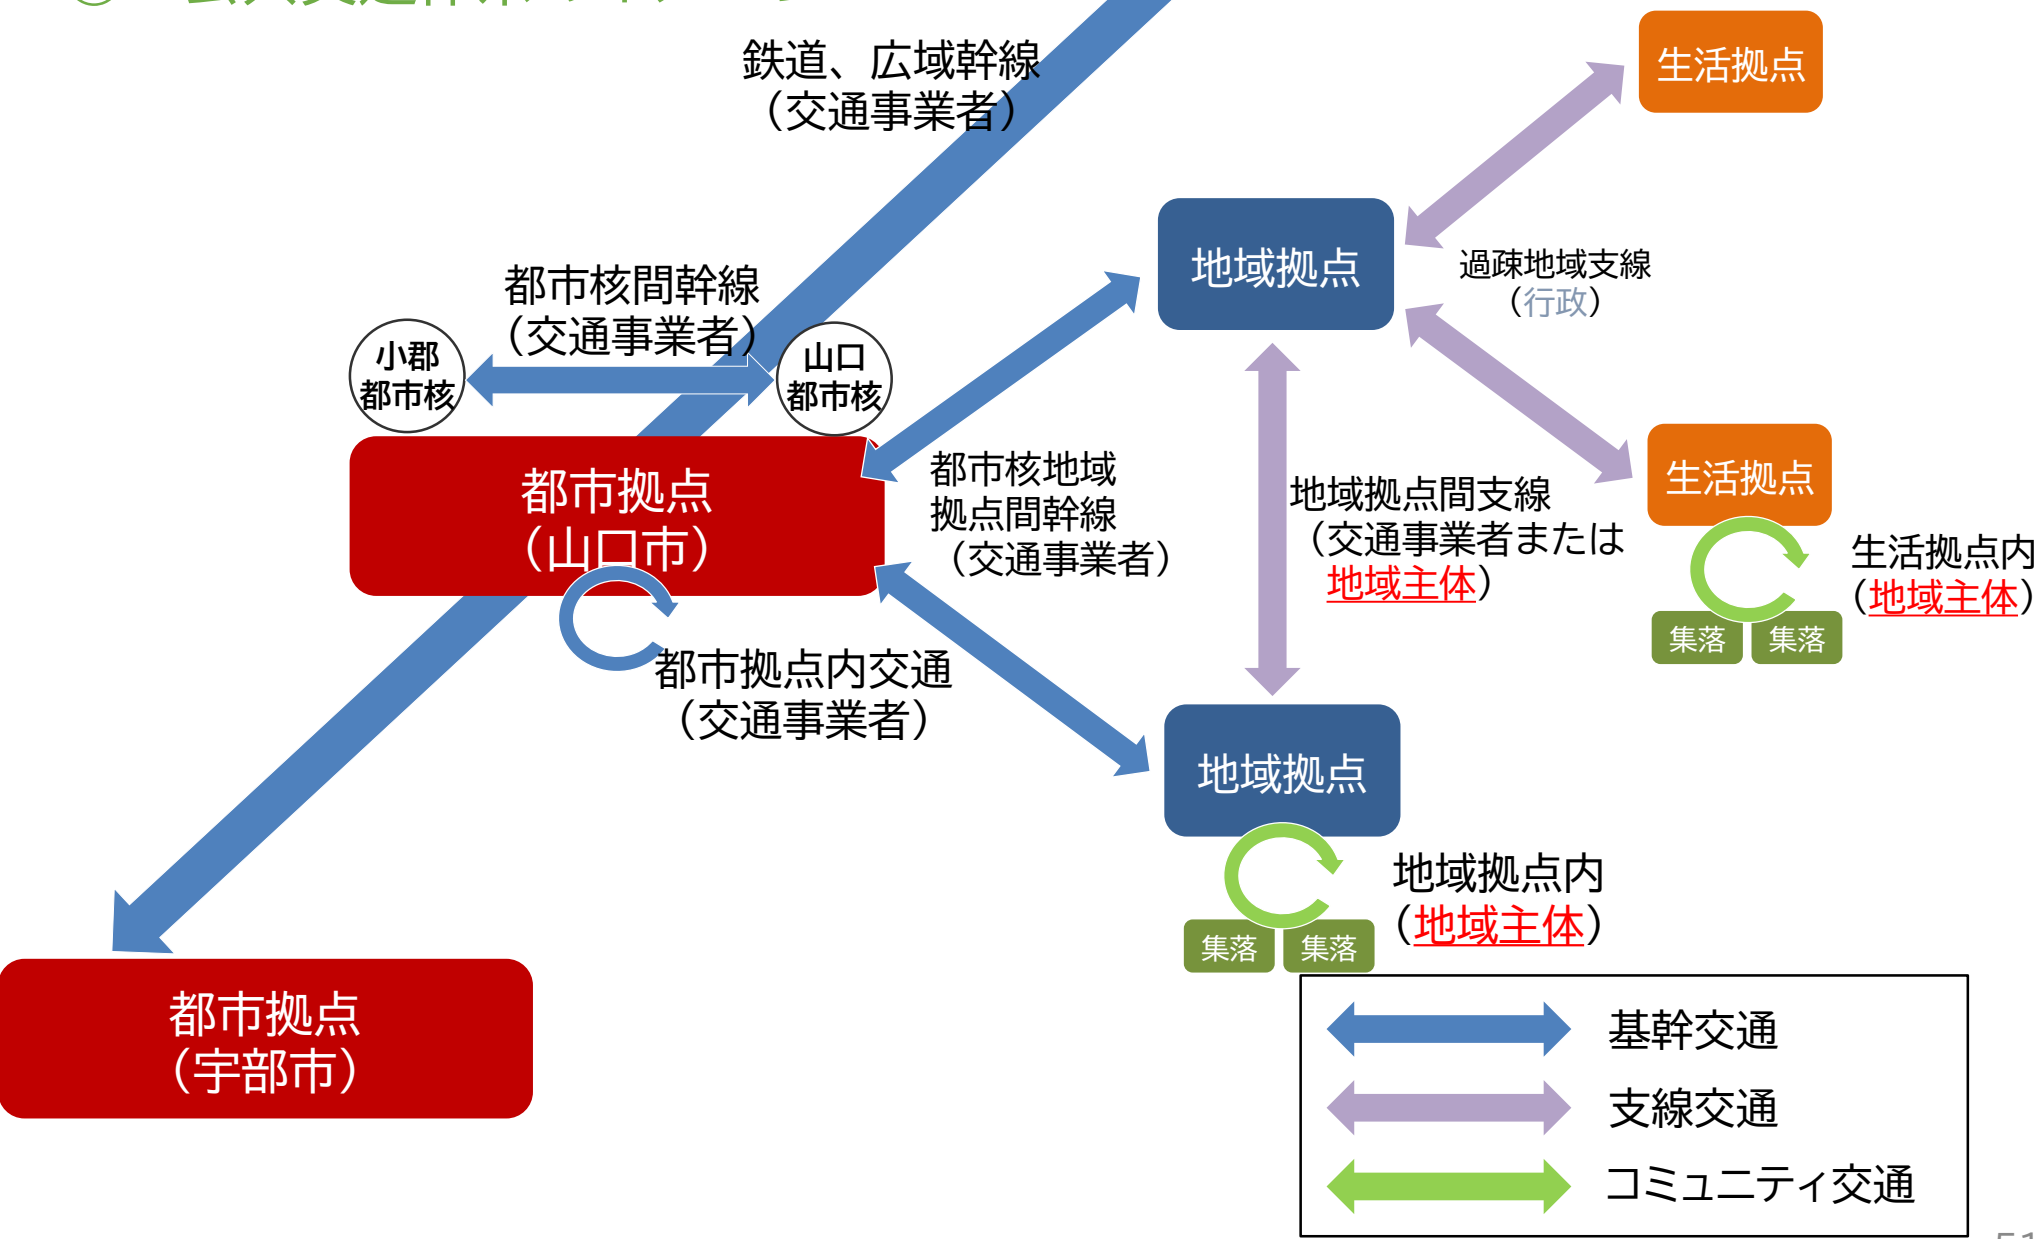 鉄道、広域幹線
（交通事業者）
生活拠点
地域拠点
過疎地域支線
（行政）
都市核間幹線
（交通事業者）
小郡
都市核
山口
都市核
都市拠点
（山口市）
都市核地域
拠点間幹線
（交通事業者）
地域拠点間支線
（交通事業者または
地域主体）
生活拠点
生活拠点内
（地域主体）
集落
集落
都市拠点内交通
（交通事業者）
地域拠点
地域拠点内
（地域主体）
集落
集落
都市拠点
（宇部市）
基幹交通
支線交通
コミュニティ交通